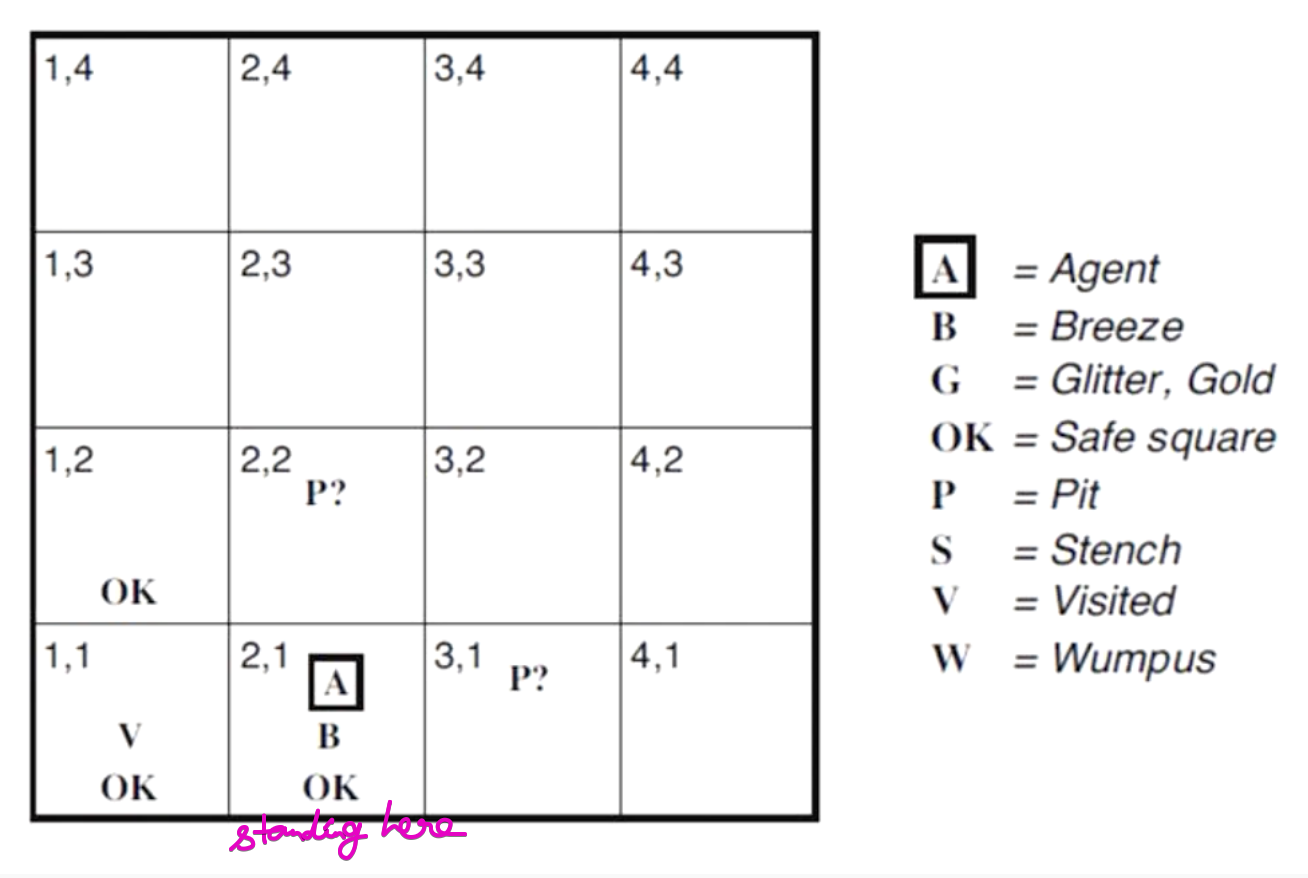 1,4 2,4 3,4 4,4
1,3 2,3 3,3 4,3
A = Agent
B = Breeze
G = Glitter, Gold
OK = Safe square
P = Pit
S = Stench
V = Visited
W = Wumpus
1,2 2,2 3,2 4,2
P?
OK
1,1 2,1 A 3,1 P? 4,1
V B
OK OK
standing here